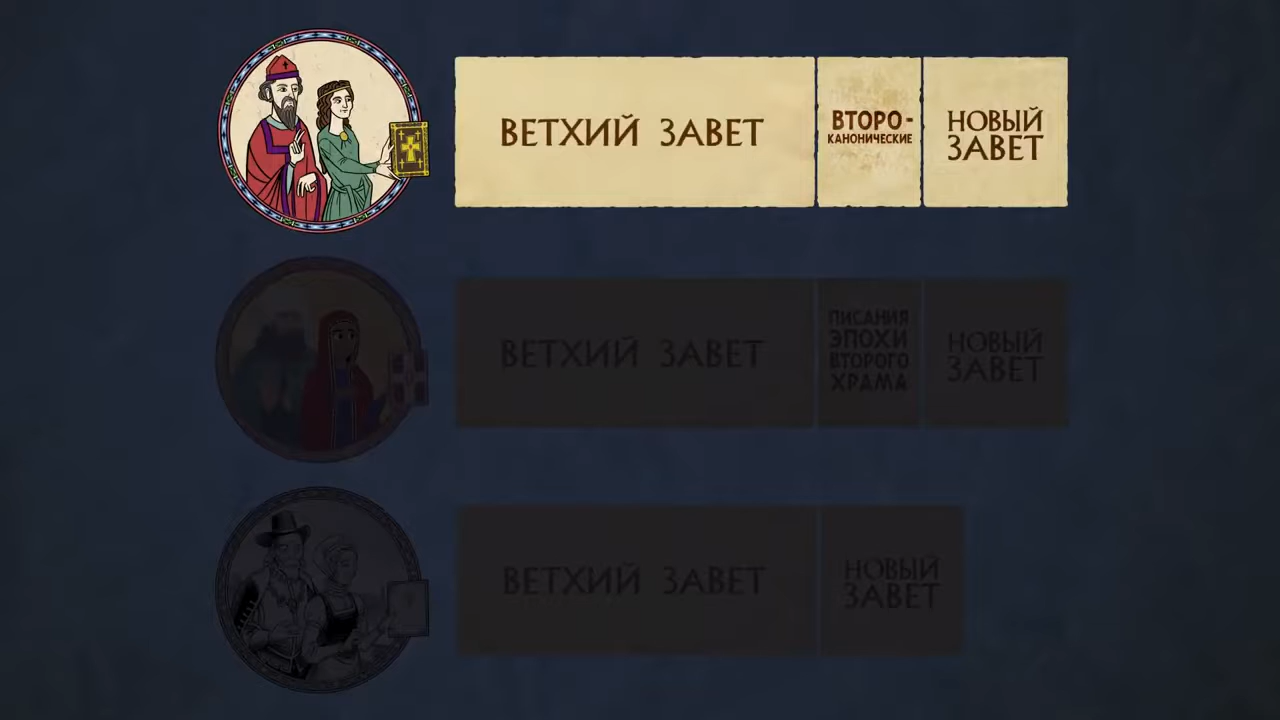 ВЕТХИЙ ЗАВЕТ
ВТОРО-
КАНОНИЧЕСКИЕ
НОВЫЙ
ЗАВЕТ
ВЕТХИЙ ЗАВЕТ
ПИСАНИЯ
ЭПОХИ
ВТОРОГО
ХРАМА
НОВЫЙ
ЗАВЕТ
ВЕТХИЙ ЗАВЕТ
НОВЫЙ
ЗАВЕТ